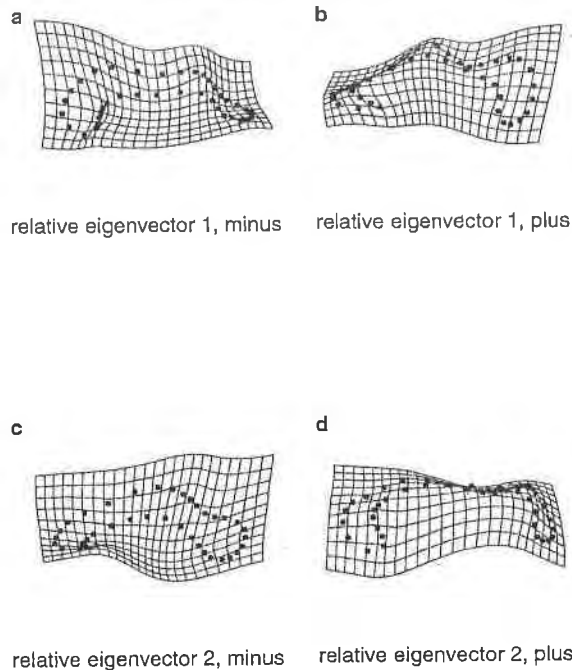 a
b
relative eigenvector 1, minus
relative eigenvector 1, plus
c
d
relative eigenvector 2, minus
relative eigenvector 2, plus